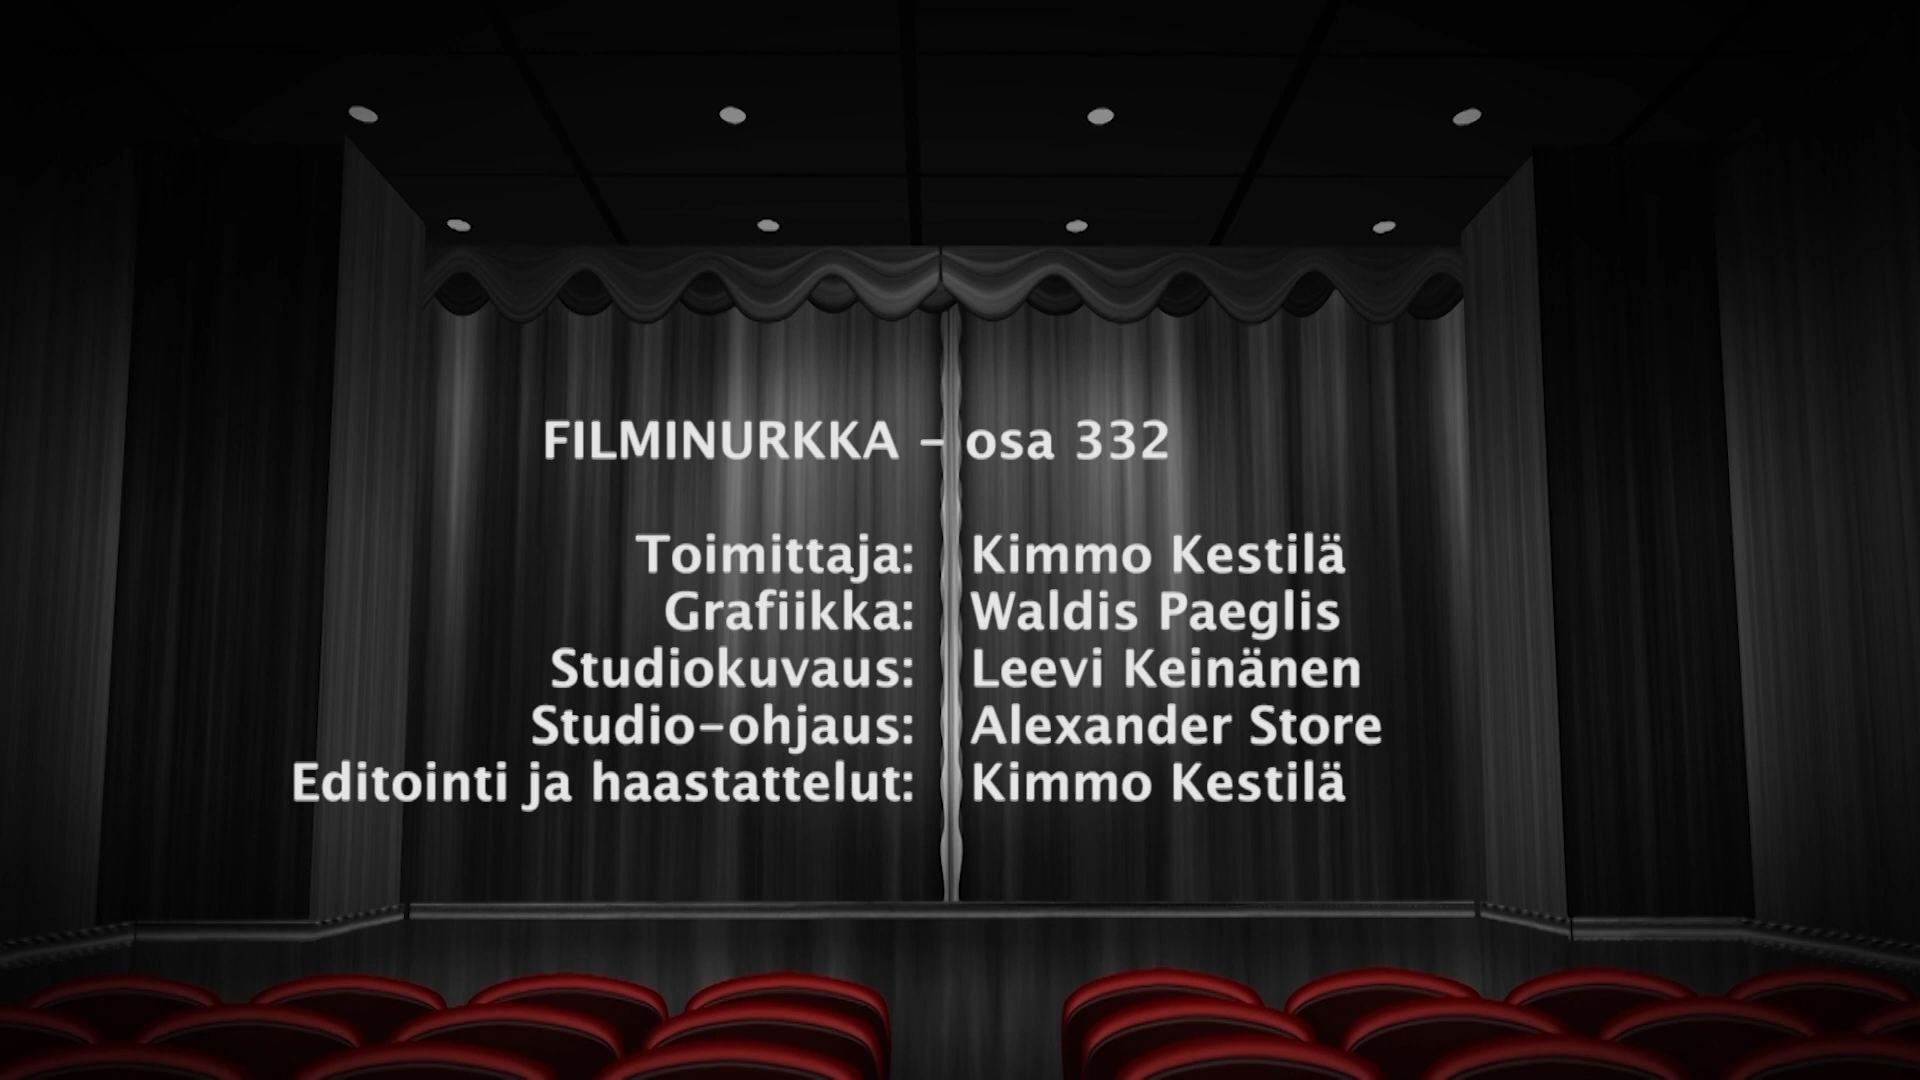 FILMINURKKA – osa 332
Toimittaja: Kimmo Kestilä
Grafiikka: Waldis Paeglis
Studiokuvaus: Leevi Keinänen
Studio-ohjaus: Alexander Store
Editointi ja haastattelut: Kimmo Kestilä